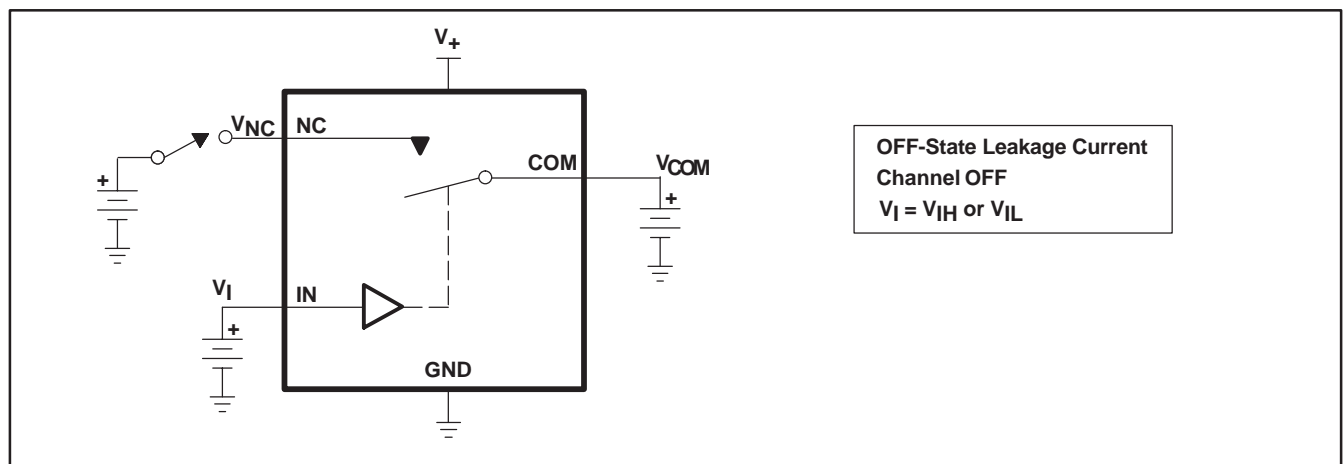 V+
VNC NC
COM VCOM
+
+
VI IN
+
GND
OFF-State Leakage Current
Channel OFF
VI = VIH or VIL